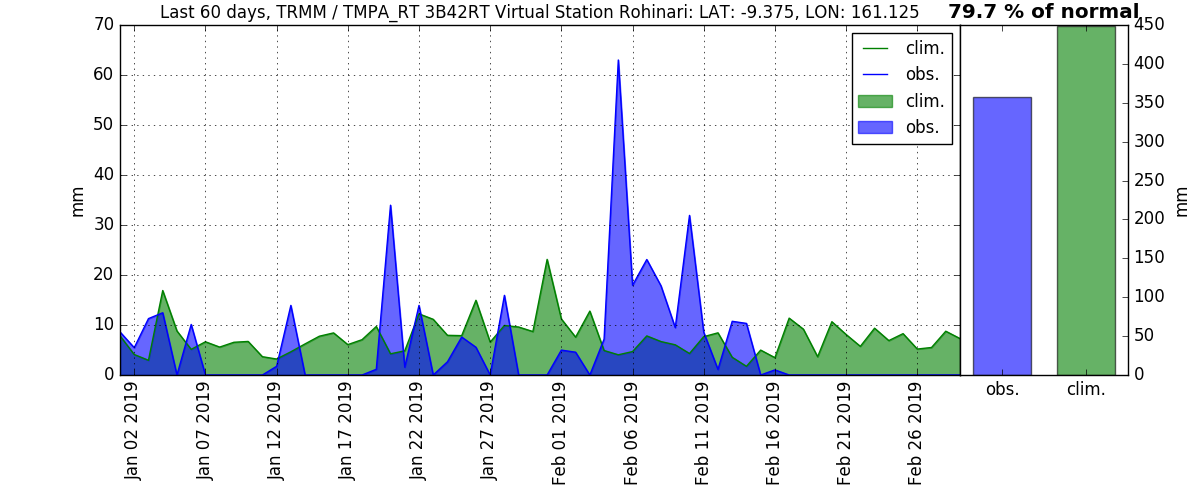 Last 60 days, TRMM / TMPA_RT 3B42RT Virtual Station Rohinari: LAT: -9.375, LON: 161.125
79.7 % of normal
70
60
50
40
30
20
10
0
mm
Jan 02 2019
Jan 07 2019
Jan 12 2019
Jan 17 2019
Jan 22 2019
Jan 27 2019
Feb 01 2019
Feb 06 2019
Feb 11 2019
Feb 16 2019
Feb 21 2019
Feb 26 2019
clim.
obs.
clim.
obs.
450
400
350
300
250
200
150
100
50
0
mm
obs.
clim.